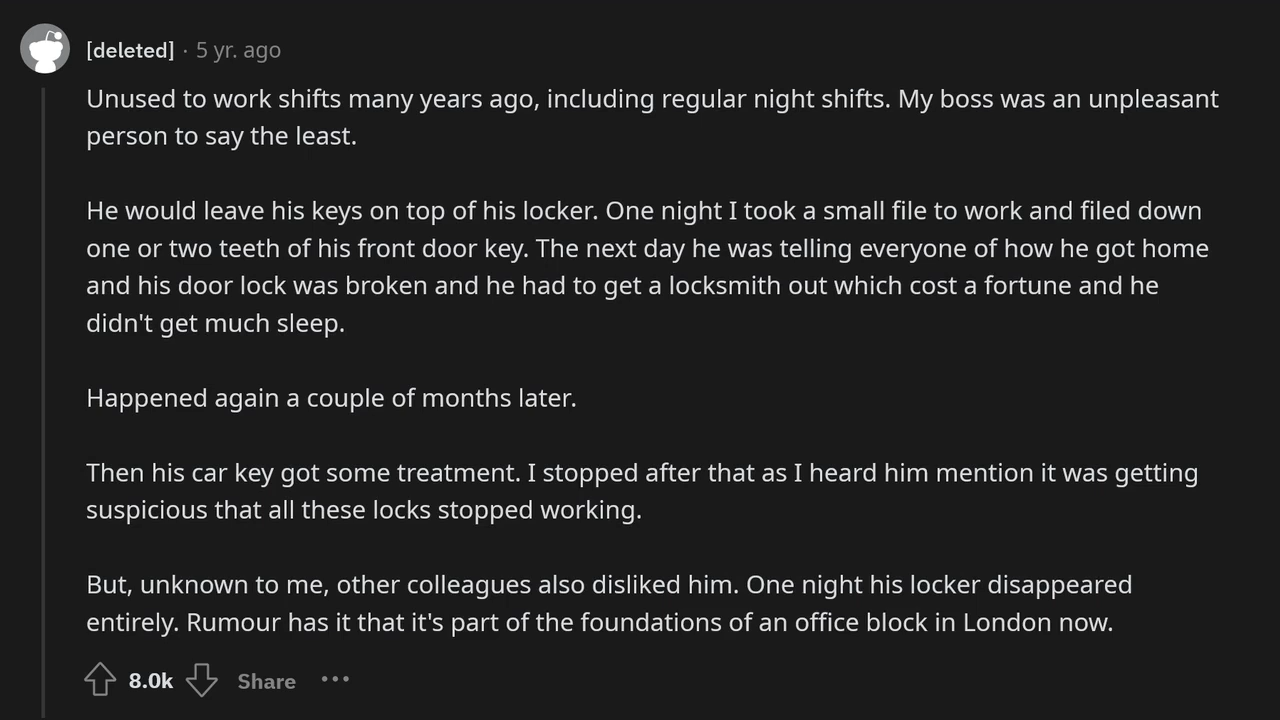 [deleted] · 5 yr. ago
Unused to work shifts many years ago, including regular night shifts. My boss was an unpleasant
person to say the least.
He would leave his keys on top of his locker. One night I took a small file to work and filed down
one or two teeth of his front door key. The next day he was telling everyone of how he got home
and his door lock was broken and he had to get a locksmith out which cost a fortune and he
didn't get much sleep.
Happened again a couple of months later.
Then his car key got some treatment. I stopped after that as I heard him mention it was getting
suspicious that all these locks stopped working.
But, unknown to me, other colleagues also disliked him. One night his locker disappeared
entirely. Rumour has it that it's part of the foundations of an office block in London now.
8.0k Share ···